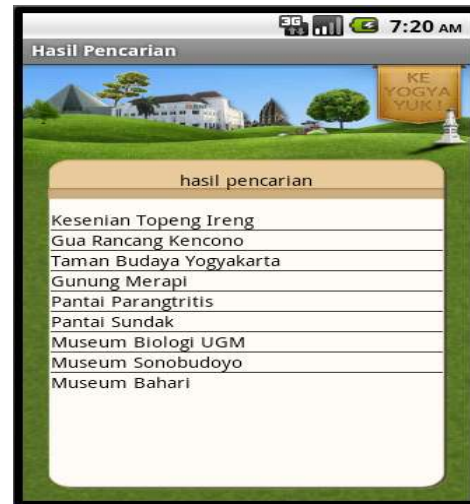 3G 7:20 AM
Hasil Pencarian
KE
YOGYA
YUK!
hasil pencarian
Kesenian Topeng Ireng
Gua Rancang Kencono
Taman Budaya Yogyakarta
Gunung Merapi
Pantai Parangtritis
Pantai Sundak
Museum Biologi UGM
Museum Sonobudoyo
Museum Bahari